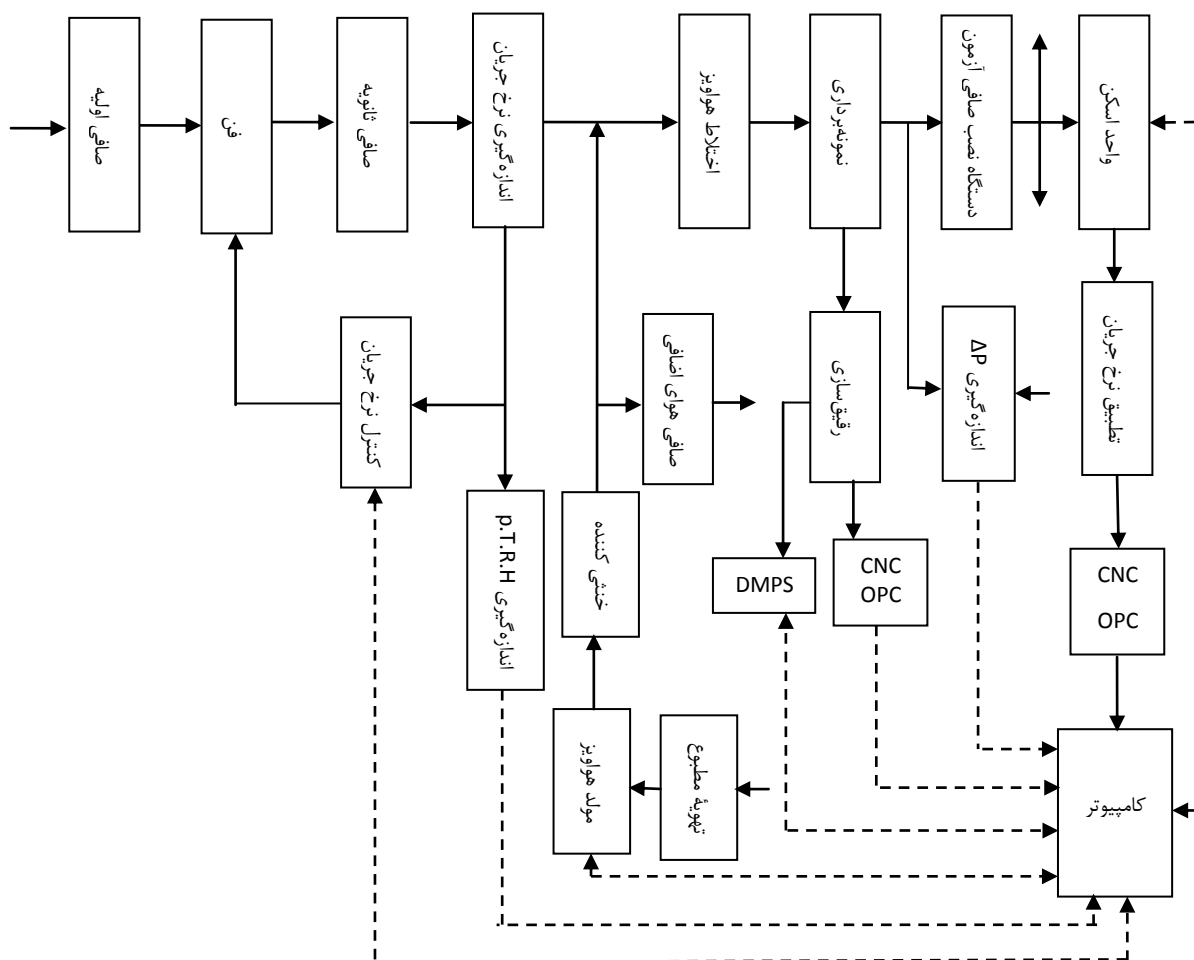 صافی اولیه
فن
صافی ثانویه
اندازه‌گیری نرخ جریان
اختلاط هواویز
نمونه‌برداری
دستگاه نصب صافی آزمون
واحد اسکن
کنترل نرخ جریان
صافی هوای اضافی
رقیق‌سازی
اندازه‌گیری ΔP
تطبیق نرخ جریان
اندازه‌گیری p.T.R.H
خنثی کننده
DMPS
CNC
OPC
CNC
OPC
مولد هواویز
تهویۀ مطبوع
کامپیوتر